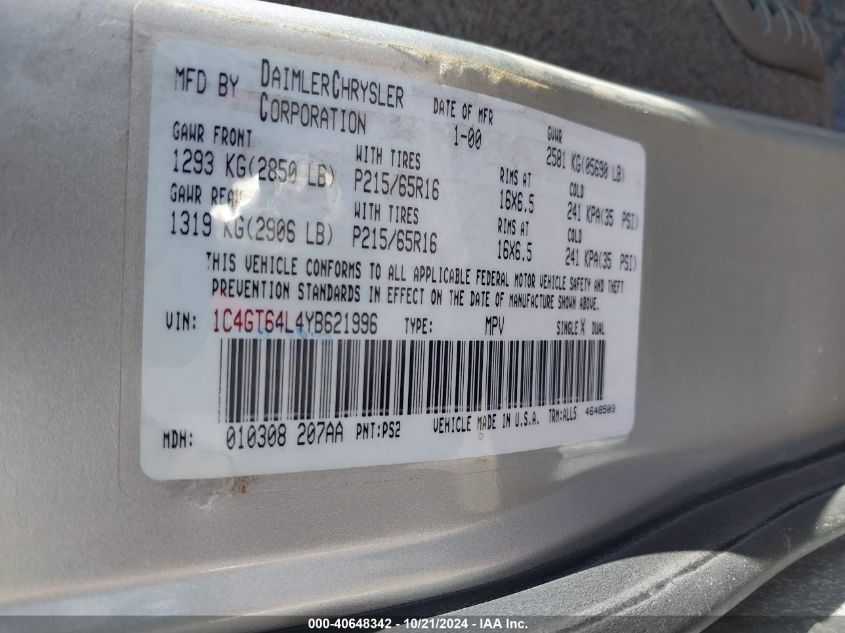 MFD BY DAIMLERCHRYSLER CORPORATION DATE OF MFR 1-00 GVWR 2581 KG(05690 LB)
GAWR FRONT WITH TIRES RIMS AT COLD
1293 KG(2850 LB) P215/65R16 16X6.5 241 KPA(35 PSI)
GAWR REAR WITH TIRES RIMS AT COLD
1319 KG(2906 LB) P215/65R16 16X6.5 241 KPA(35 PSI)
THIS VEHICLE CONFORMS TO ALL APPLICABLE FEDERAL MOTOR VEHICLE SAFETY AND THEFT
PREVENTION STANDARDS IN EFFECT ON THE DATE OF MANUFACTURE SHOWN ABOVE.
VIN: 1C4GT64L4YB621996 TYPE: MPV SINGLE X DUAL
MDH: 010308 207AA PNT:PS2 VEHICLE MADE IN U.S.A. TRM:ALL5 4648503
000-40648342 - 10/21/2024 - IAAI Inc.